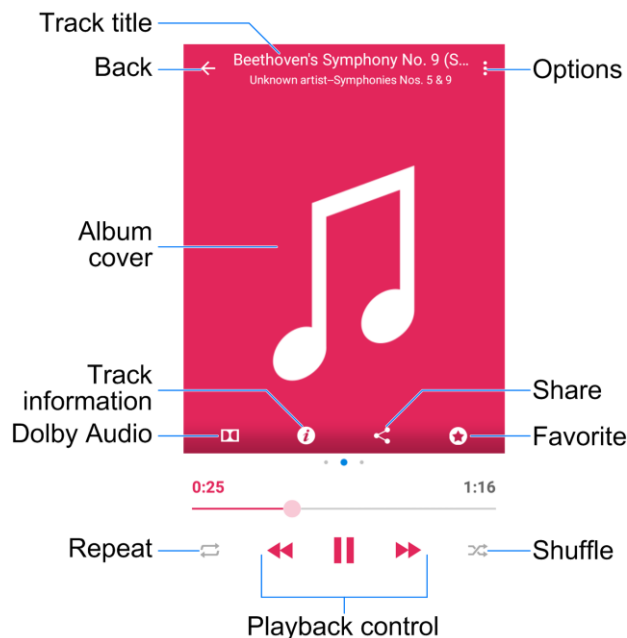 Track title
Back
Beethoven's Symphony No. 9 (S...
Unknown artist–Symphonies Nos. 5 & 9
Options
Album
cover
Track
information
Share
Dolby Audio
Favorite
0:25
1:16
Repeat
Shuffle
Playback control